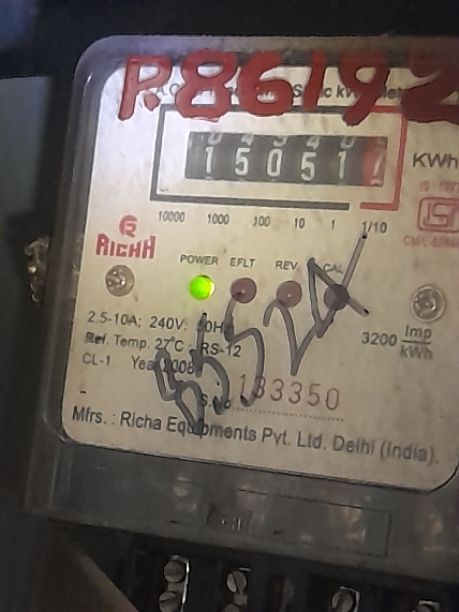 P.86192
15051
KWh
10000 1000 100 10 1 1/10
RICHA
POWER EFLT REV. CAL
2.5-10A; 240V; 50Hz
3200 Imp/kWh
Ref. Temp. 27°C; RS-12
CL-1 Year 2008
S.No. 133350
Mfrs.: Richa Equipments Pvt. Ltd. Delhi (India).